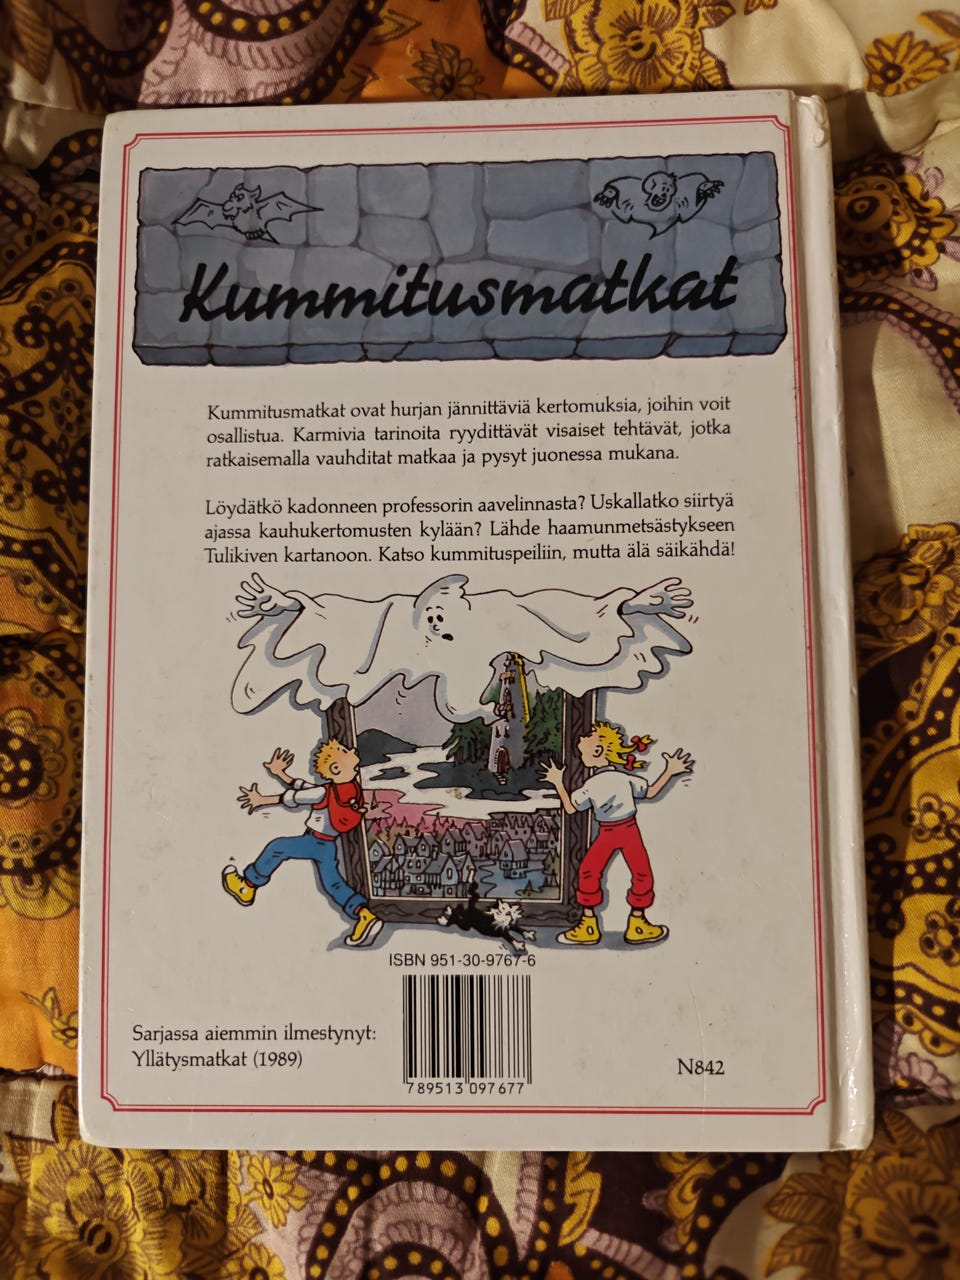 Kummitusmatkat
Kummitusmatkat ovat hurjan jännittäviä kertomuksia, joihin voit
osallistua. Karmivia tarinoita ryydittävät visaiset tehtävät, jotka
ratkaisemalla vauhditat matkaa ja pysyt juonessa mukana.
Löydätkö kadonneen professorin aavelinnasta? Uskallatko siirtyä
ajassa kauhukertomusten kylään? Lähde haamunmetsästykseen
Tulikiven kartanoon. Katso kummituspeiliin, mutta älä säikähdä!
ISBN 951-30-9767-6
789513 097677
Sarjassa aiemmin ilmestynyt:
Yllätysmatkat (1989)
N842